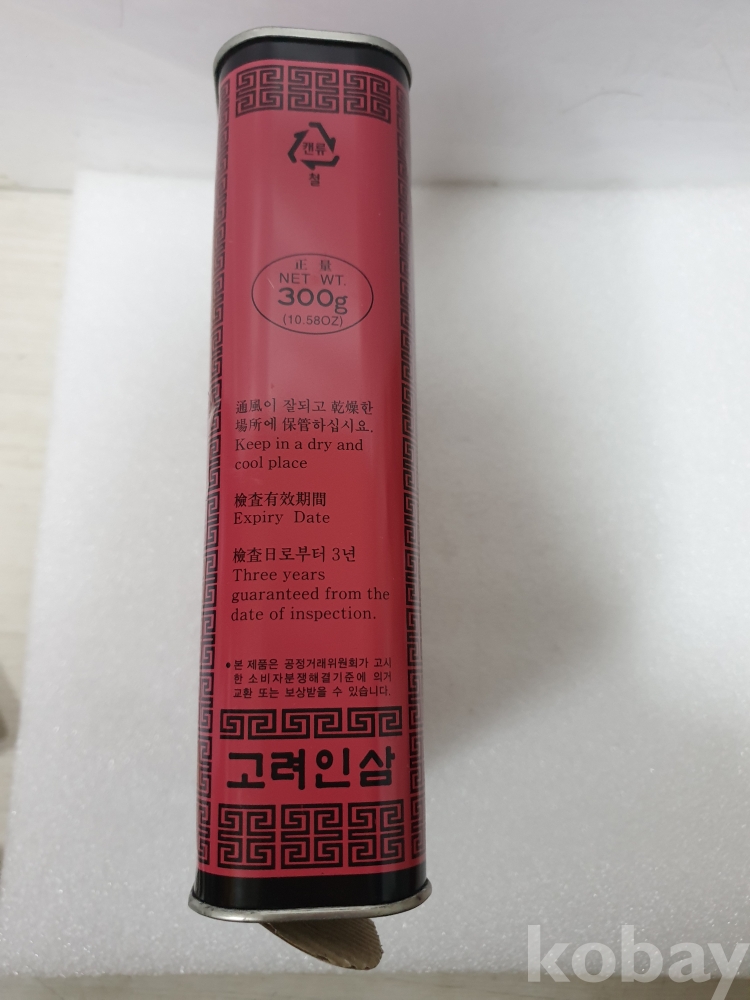 캔류
철
正 量
NET WT.
300g
(10.58OZ)
通風이 잘되고 乾燥한
場所에 保管하십시요.
Keep in a dry and
cool place
檢査有效期間
Expiry Date
檢査日로부터 3년
Three years
guaranteed from the
date of inspection.
• 본 제품은 공정거래위원회가 고시
한 소비자분쟁해결기준에 의거
교환 또는 보상받을 수 있습니다.
고려인삼
kobay